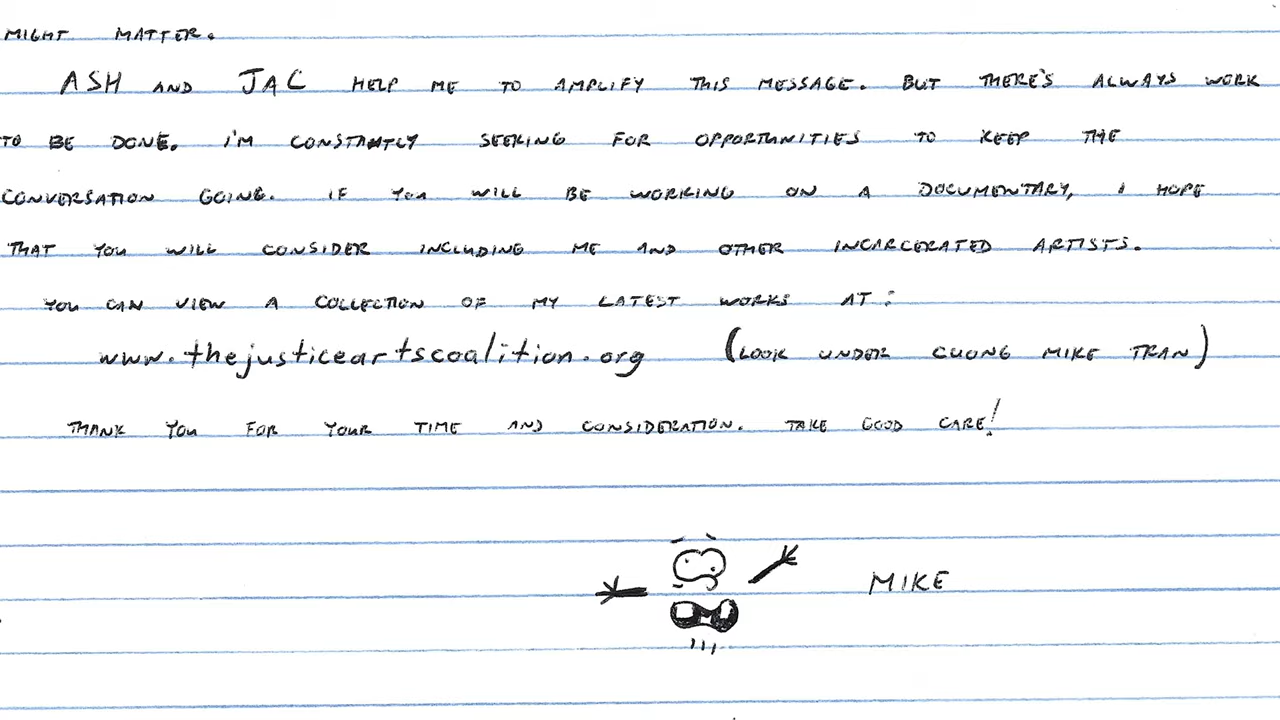 MIGHT MATTER.
ASH AND JAC HELP ME TO AMPLIFY THIS MESSAGE. BUT THERE'S ALWAYS WORK
TO BE DONE. I'M CONSTANTLY SEEKING FOR OPPORTUNITIES TO KEEP THE
CONVERSATION GOING. IF YOU WILL BE WORKING ON A DOCUMENTARY, I HOPE
THAT YOU WILL CONSIDER INCLUDING ME AND OTHER INCARCERATED ARTISTS.
YOU CAN VIEW A COLLECTION OF MY LATEST WORKS AT:
www.thejusticeartscoalition.org (LOOK UNDER CUONG MIKE TRAN)
THANK YOU FOR YOUR TIME AND CONSIDERATION. TAKE GOOD CARE!
MIKE